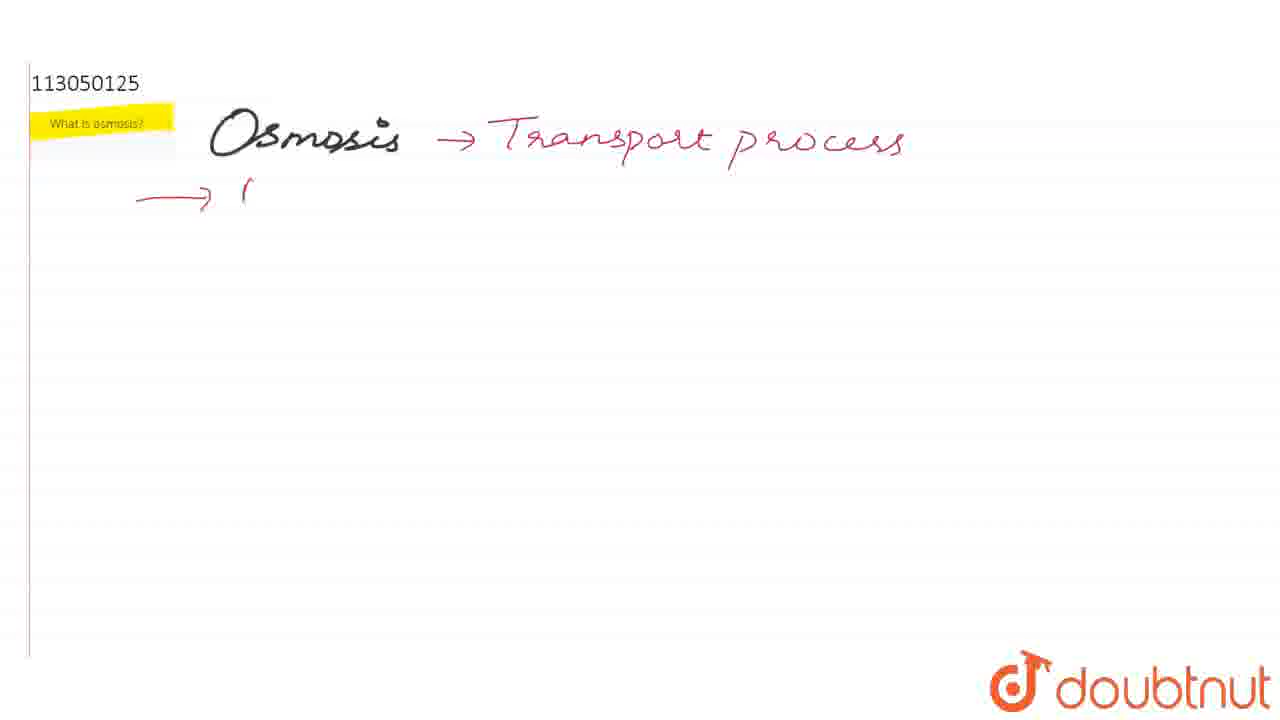 113050125
What is osmosis?
Osmosis → Transport process
→
doubtnut